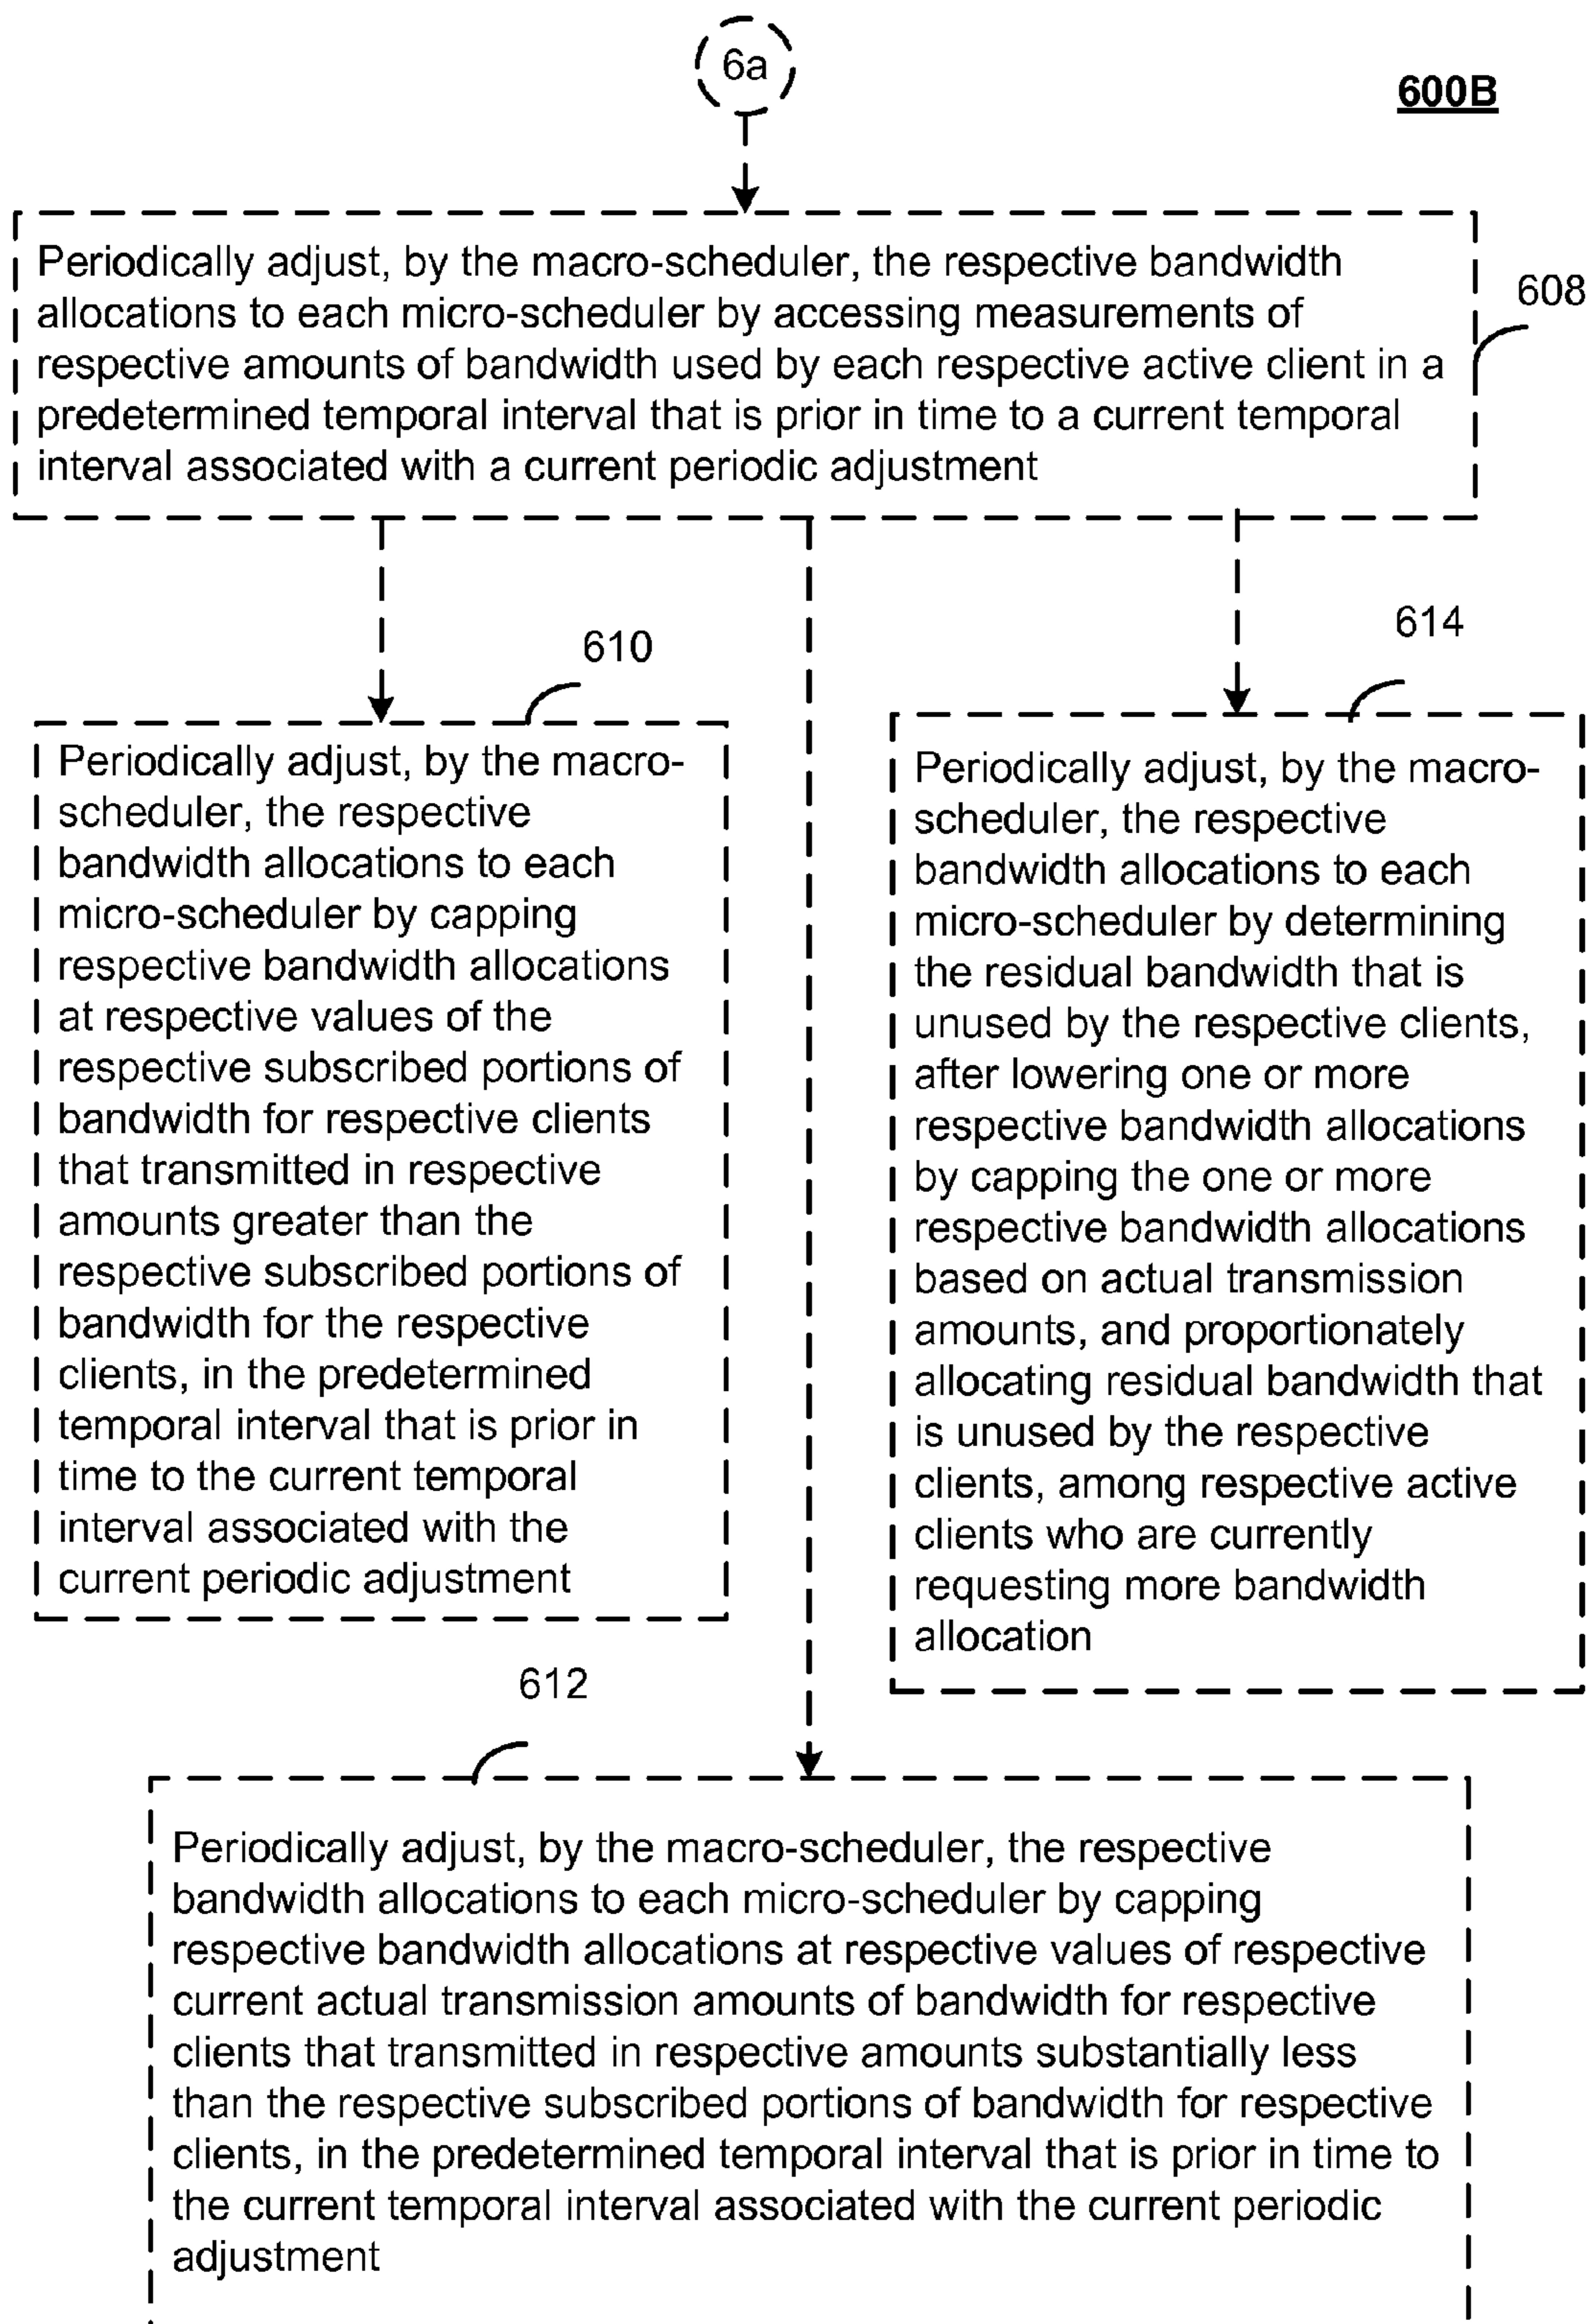 6a
600B
Periodically adjust, by the macro-scheduler, the respective bandwidth
allocations to each micro-scheduler by accessing measurements of
respective amounts of bandwidth used by each respective active client in a
predetermined temporal interval that is prior in time to a current temporal
interval associated with a current periodic adjustment
608
610
Periodically adjust, by the macro-
scheduler, the respective
bandwidth allocations to each
micro-scheduler by capping
respective bandwidth allocations
at respective values of the
respective subscribed portions of
bandwidth for respective clients
that transmitted in respective
amounts greater than the
respective subscribed portions of
bandwidth for the respective
clients, in the predetermined
temporal interval that is prior in
time to the current temporal
interval associated with the
current periodic adjustment
614
Periodically adjust, by the macro-
scheduler, the respective
bandwidth allocations to each
micro-scheduler by determining
the residual bandwidth that is
unused by the respective clients,
after lowering one or more
respective bandwidth allocations
by capping the one or more
respective bandwidth allocations
based on actual transmission
amounts, and proportionately
allocating residual bandwidth that
is unused by the respective
clients, among respective active
clients who are currently
requesting more bandwidth
allocation
612
Periodically adjust, by the macro-scheduler, the respective
bandwidth allocations to each micro-scheduler by capping
respective bandwidth allocations at respective values of respective
current actual transmission amounts of bandwidth for respective
clients that transmitted in respective amounts substantially less
than the respective subscribed portions of bandwidth for respective
clients, in the predetermined temporal interval that is prior in time to
the current temporal interval associated with the current periodic
adjustment